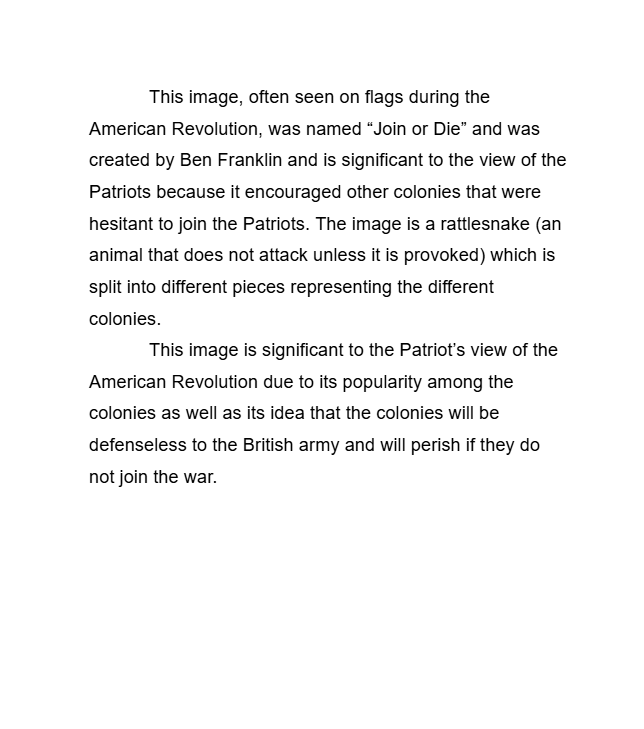 This image, often seen on flags during the
American Revolution, was named “Join or Die” and was
created by Ben Franklin and is significant to the view of the
Patriots because it encouraged other colonies that were
hesitant to join the Patriots. The image is a rattlesnake (an
animal that does not attack unless it is provoked) which is
split into different pieces representing the different
colonies.
This image is significant to the Patriot’s view of the
American Revolution due to its popularity among the
colonies as well as its idea that the colonies will be
defenseless to the British army and will perish if they do
not join the war.